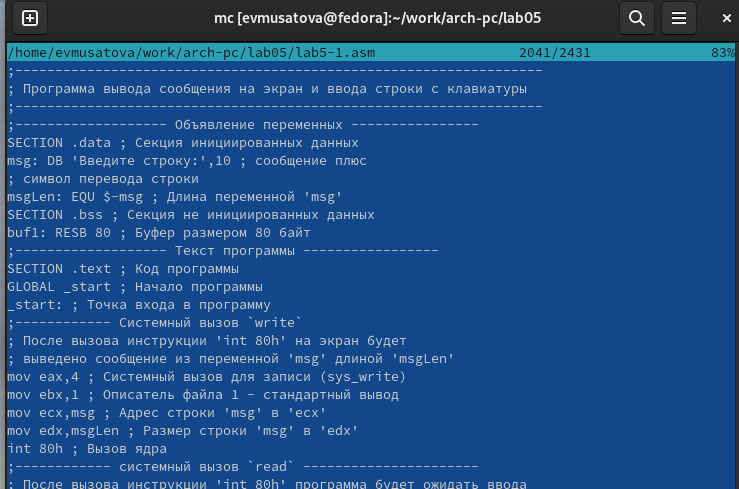 mc [evmusatova@fedora]:~/work/arch-pc/lab05
/home/evmusatova/work/arch-pc/lab05/lab5-1.asm 2041/2431 83%
;------------------------------------------------------------------
; Программа вывода сообщения на экран и ввода строки с клавиатуры
;------------------------------------------------------------------
;------------------- Объявление переменных ----------------
SECTION .data ; Секция инициированных данных
msg: DB 'Введите строку:',10 ; сообщение плюс
; символ перевода строки
msgLen: EQU $-msg ; Длина переменной 'msg'
SECTION .bss ; Секция не инициированных данных
buf1: RESB 80 ; Буфер размером 80 байт
;------------------- Текст программы -----------------
SECTION .text ; Код программы
GLOBAL _start ; Начало программы
_start: ; Точка входа в программу
;------------ Системный вызов `write`
; После вызова инструкции 'int 80h' на экран будет
; выведено сообщение из переменной 'msg' длиной 'msgLen'
mov eax,4 ; Системный вызов для записи (sys_write)
mov ebx,1 ; Описатель файла 1 - стандартный вывод
mov ecx,msg ; Адрес строки 'msg' в 'ecx'
mov edx,msgLen ; Размер строки 'msg' в 'edx'
int 80h ; Вызов ядра
;------------ системный вызов `read` ----------------------
; После вызова инструкции 'int 80h' программа будет ожидать ввода